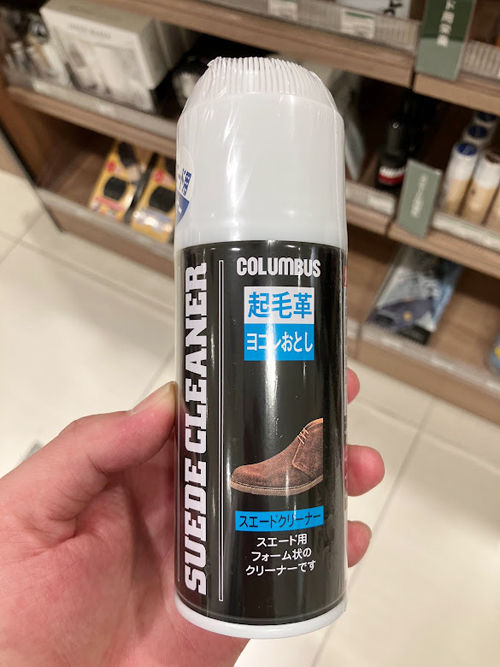 COLUMBUS
起毛革
ヨゴレおとし
SUEDE CLEANER
スエードクリーナー
スエード用
フォーム状の
クリーナーです